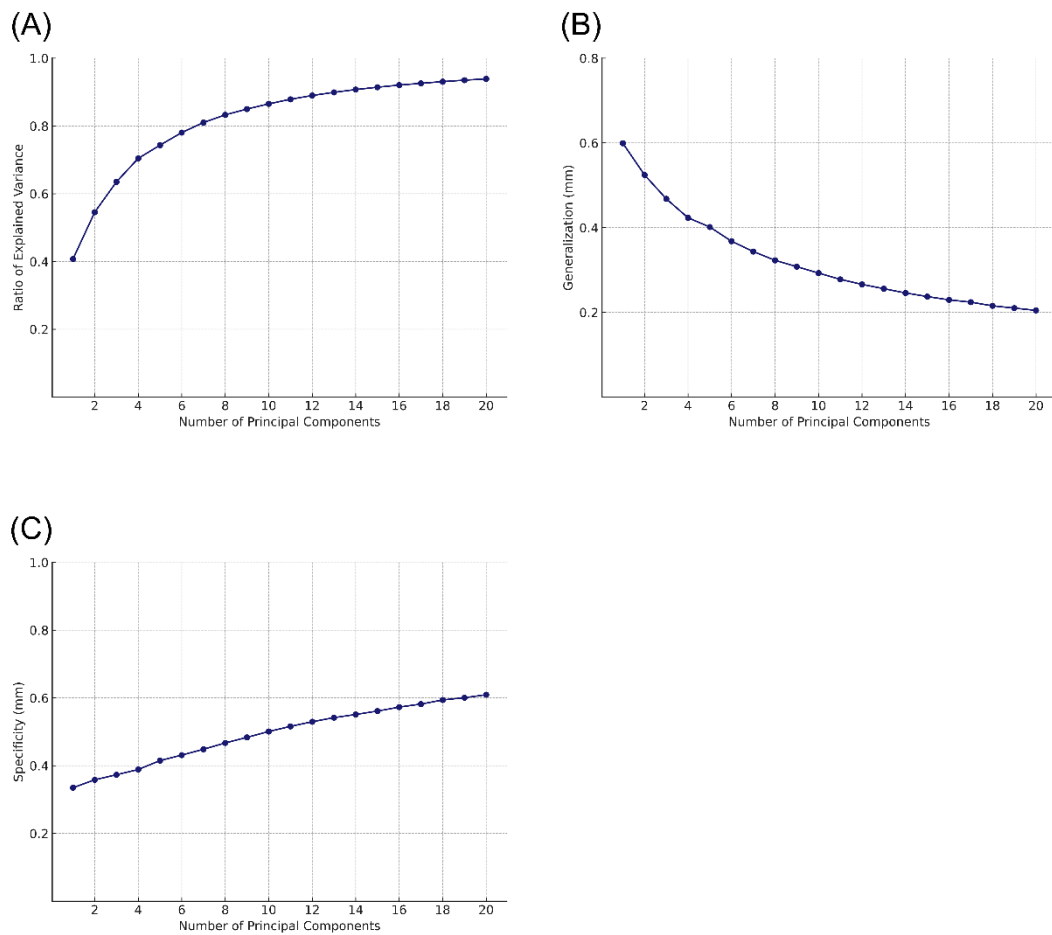 (A)
1.0
0.8
0.6
0.4
0.2
Ratio of Explained Variance
2 4 6 8 10 12 14 16 18 20
Number of Principal Components
(B)
0.8
0.6
0.4
0.2
Generalization (mm)
2 4 6 8 10 12 14 16 18 20
Number of Principal Components
(C)
1.0
0.8
0.6
0.4
0.2
Specificity (mm)
2 4 6 8 10 12 14 16 18 20
Number of Principal Components